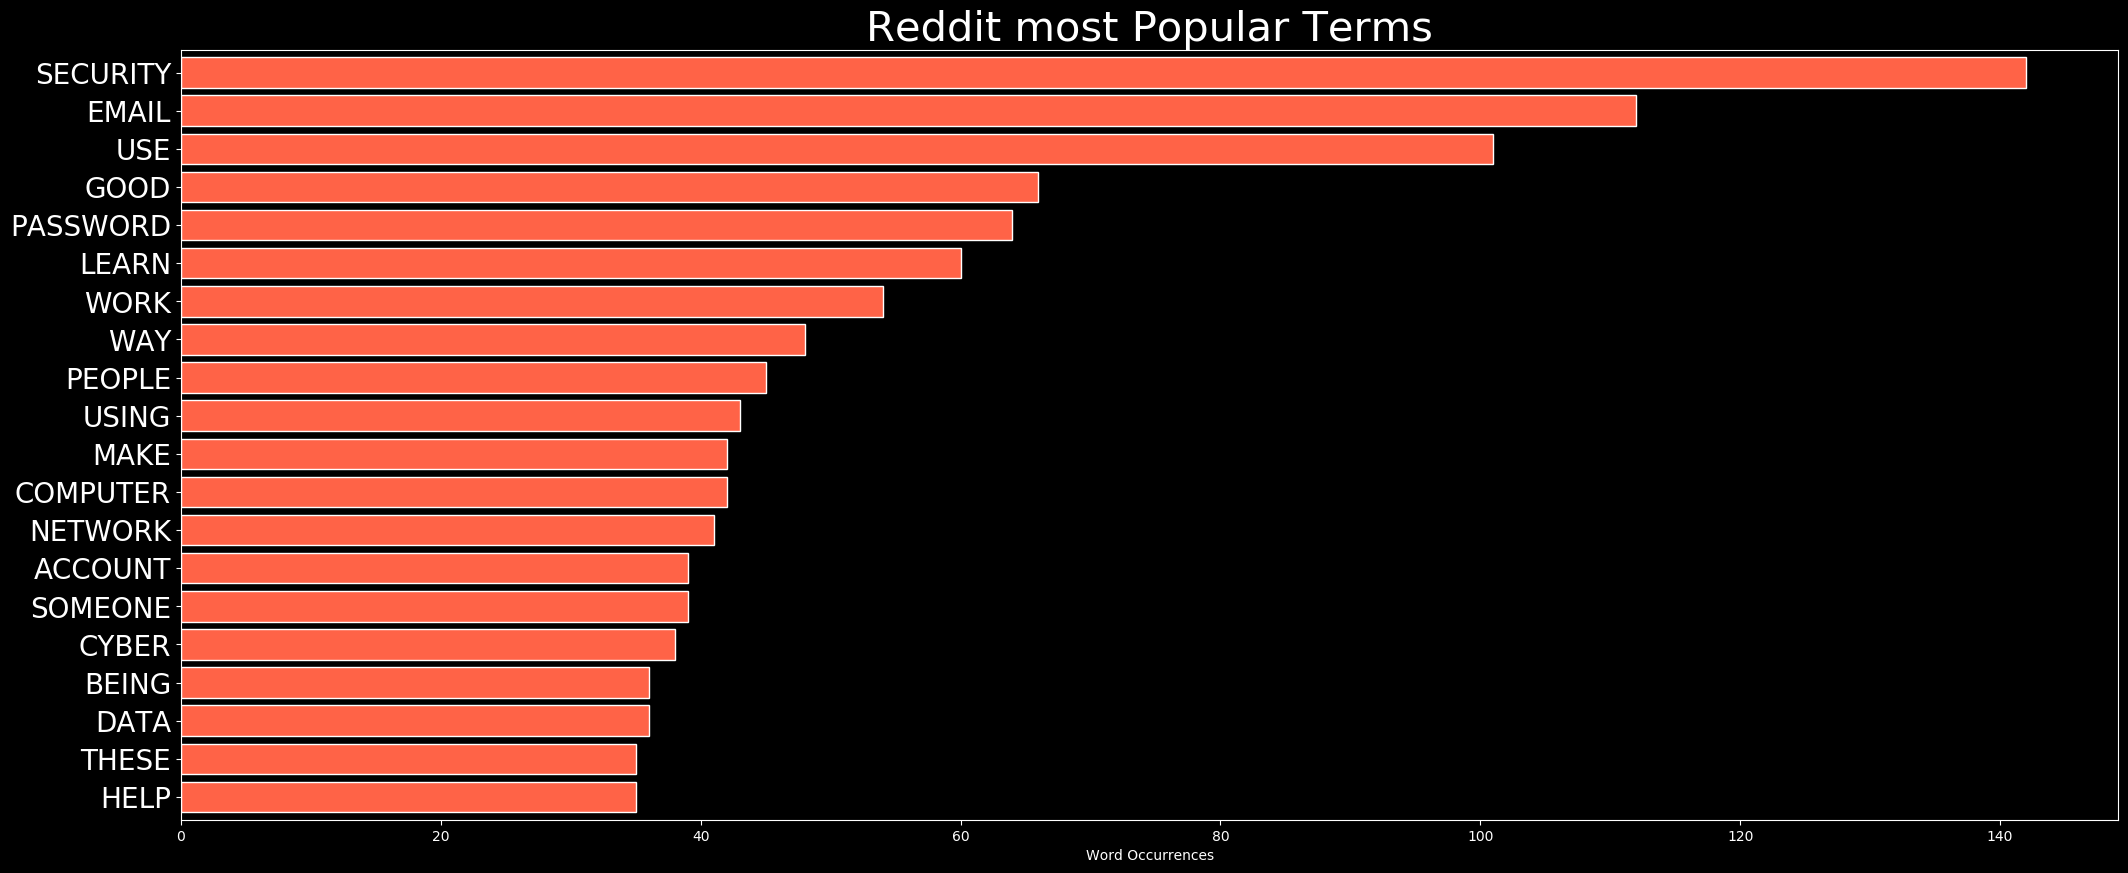 Reddit most Popular Terms
SECURITY
EMAIL
USE
GOOD
PASSWORD
LEARN
WORK
WAY
PEOPLE
USING
MAKE
COMPUTER
NETWORK
ACCOUNT
SOMEONE
CYBER
BEING
DATA
THESE
HELP
0 20 40 60 80 100 120 140
Word Occurrences